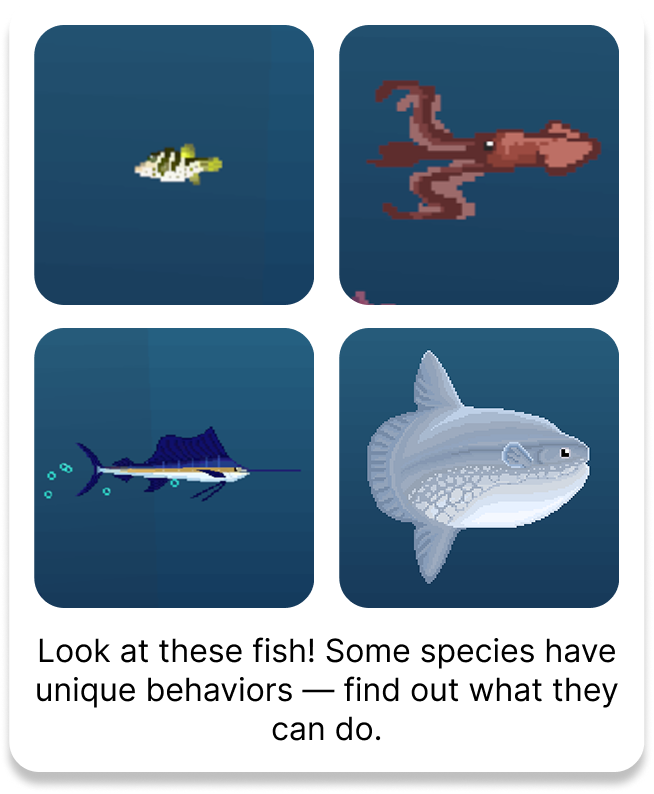 Look at these fish! Some species have
unique behaviors — find out what they
can do.